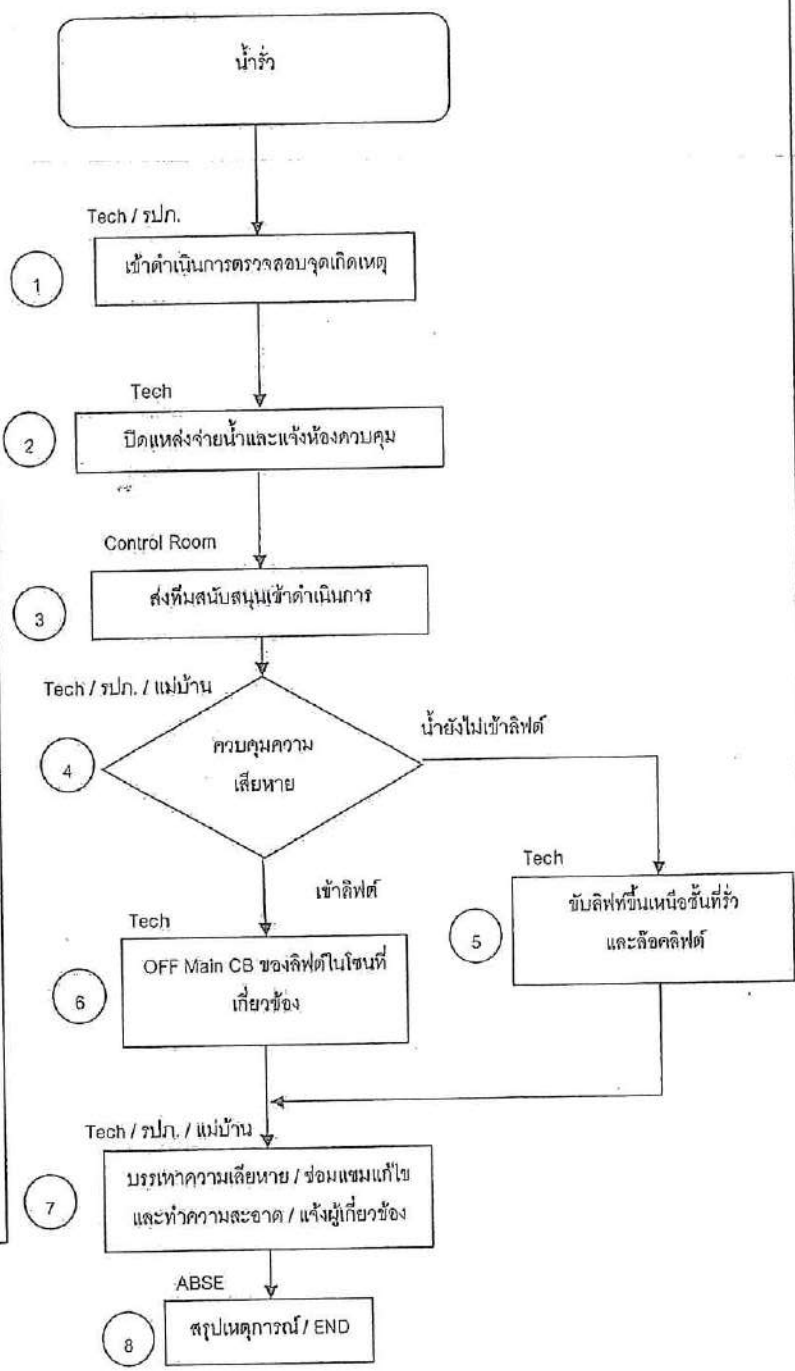 น้ำรั่ว
Tech / รปภ.
1
เข้าดำเนินการตรวจสอบจุดเกิดเหตุ
Tech
2
ปิดแหล่งจ่ายน้ำและแจ้งห้องควบคุม
Control Room
3
ส่งทีมสนับสนุนเข้าดำเนินการ
Tech / รปภ. / แม่บ้าน
4
ควบคุมความ
เสียหาย
น้ำยังไม่เข้าลิฟต์
เข้าลิฟต์
Tech
5
ขับลิฟท์ขึ้นเหนือชั้นที่รั่ว
และล๊อคลิฟต์
Tech
6
OFF Main CB ของลิฟต์ในโซนที่
เกี่ยวข้อง
Tech / รปภ. / แม่บ้าน
7
บรรเทาความเสียหาย / ซ่อมแซมแก้ไข
และทำความสะอาด / แจ้งผู้เกี่ยวข้อง
ABSE
8
สรุปเหตุการณ์ / END